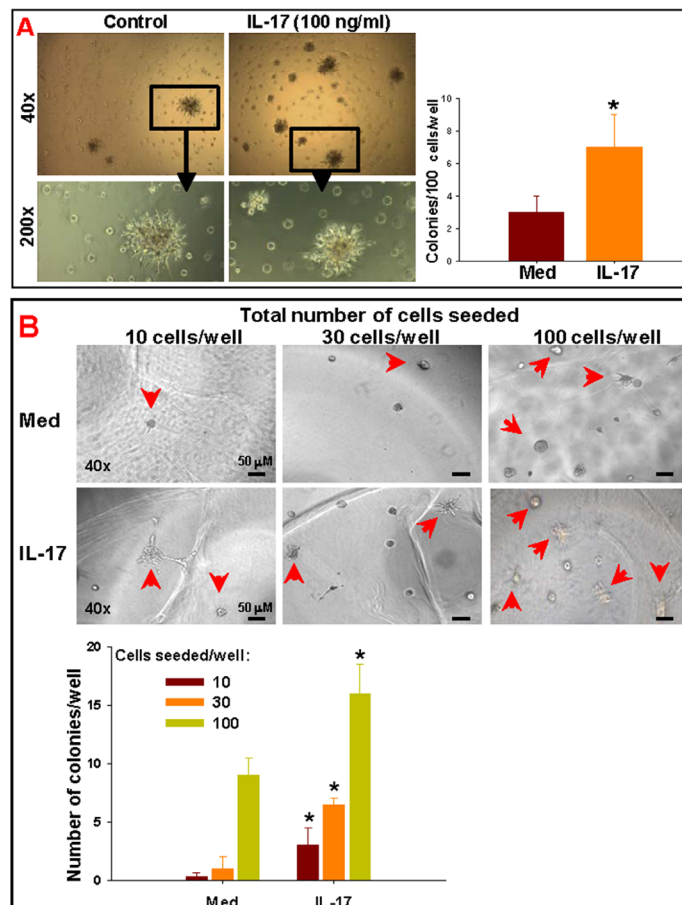 A
Control
IL-17 (100 ng/ml)
40x
200x
Colonies/100 cells/well
10
8
6
4
2
0
*
Med
IL-17
B
Total number of cells seeded
10 cells/well
30 cells/well
100 cells/well
Med
40x
50 µM
IL-17
40x
50 µM
Number of colonies/well
20
15
10
5
0
Cells seeded/well:
10
30
100
*
*
*
Med
IL-17